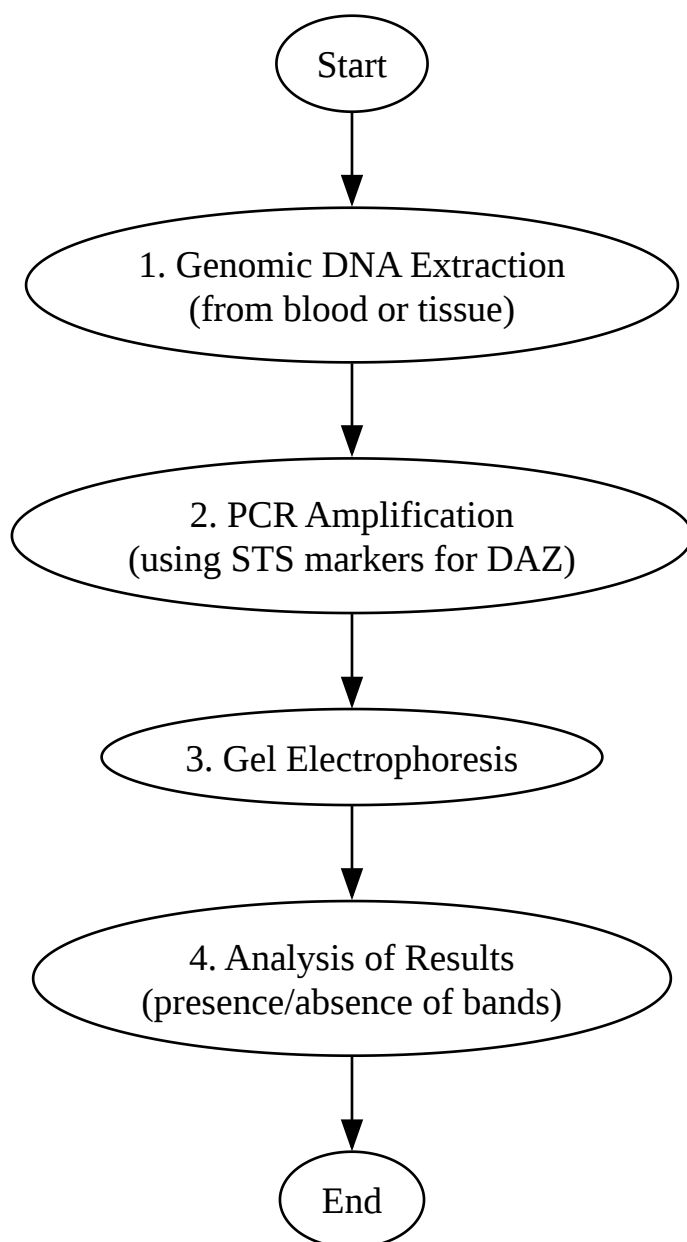 Start
1. Genomic DNA Extraction
(from blood or tissue)
2. PCR Amplification
(using STS markers for DAZ)
3. Gel Electrophoresis
4. Analysis of Results
(presence/absence of bands)
End